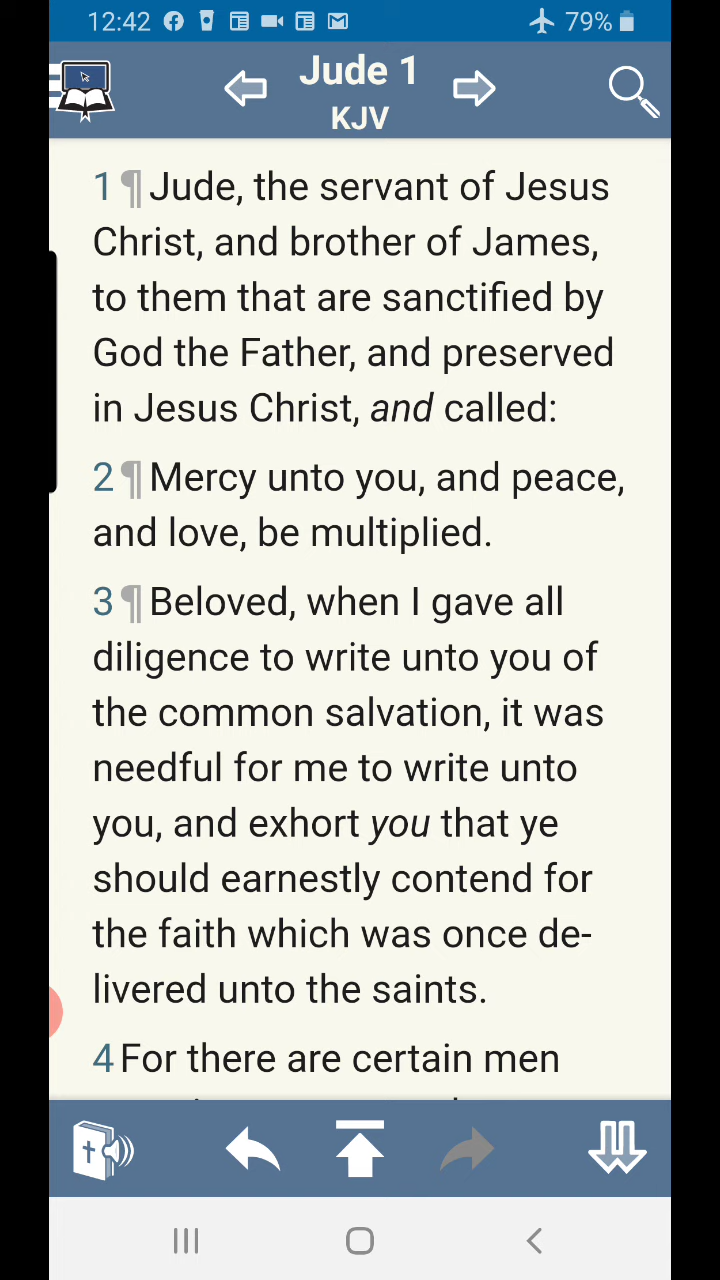 12:42
79%
Jude 1
KJV
1 ¶ Jude, the servant of Jesus
Christ, and brother of James,
to them that are sanctified by
God the Father, and preserved
in Jesus Christ, and called:
2 ¶ Mercy unto you, and peace,
and love, be multiplied.
3 ¶ Beloved, when I gave all
diligence to write unto you of
the common salvation, it was
needful for me to write unto
you, and exhort you that ye
should earnestly contend for
the faith which was once de-
livered unto the saints.
4 For there are certain men